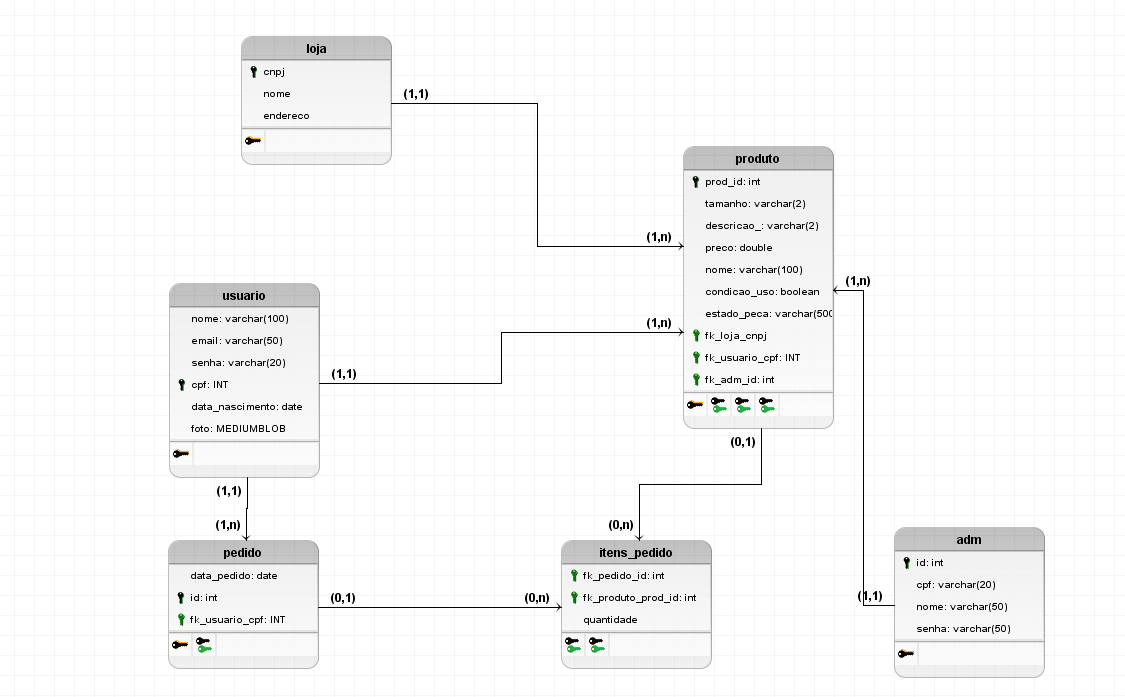 loja
cnpj
nome
endereco
(1,1)
(1,n)
produto
prod_id: int
tamanho: varchar(2)
descricao_: varchar(2)
preco: double
nome: varchar(100)
condicao_uso: boolean
estado_peca: varchar(500
fk_loja_cnpj
fk_usuario_cpf: INT
fk_adm_id: int
(1,n)
usuario
nome: varchar(100)
email: varchar(50)
senha: varchar(20)
cpf: INT
data_nascimento: date
foto: MEDIUMBLOB
(1,1)
(1,n)
(1,1)
(1,n)
(0,1)
(0,n)
pedido
data_pedido: date
id: int
fk_usuario_cpf: INT
(0,1)
(0,n)
itens_pedido
fk_pedido_id: int
fk_produto_prod_id: int
quantidade
adm
id: int
cpf: varchar(20)
nome: varchar(50)
senha: varchar(50)
(1,1)